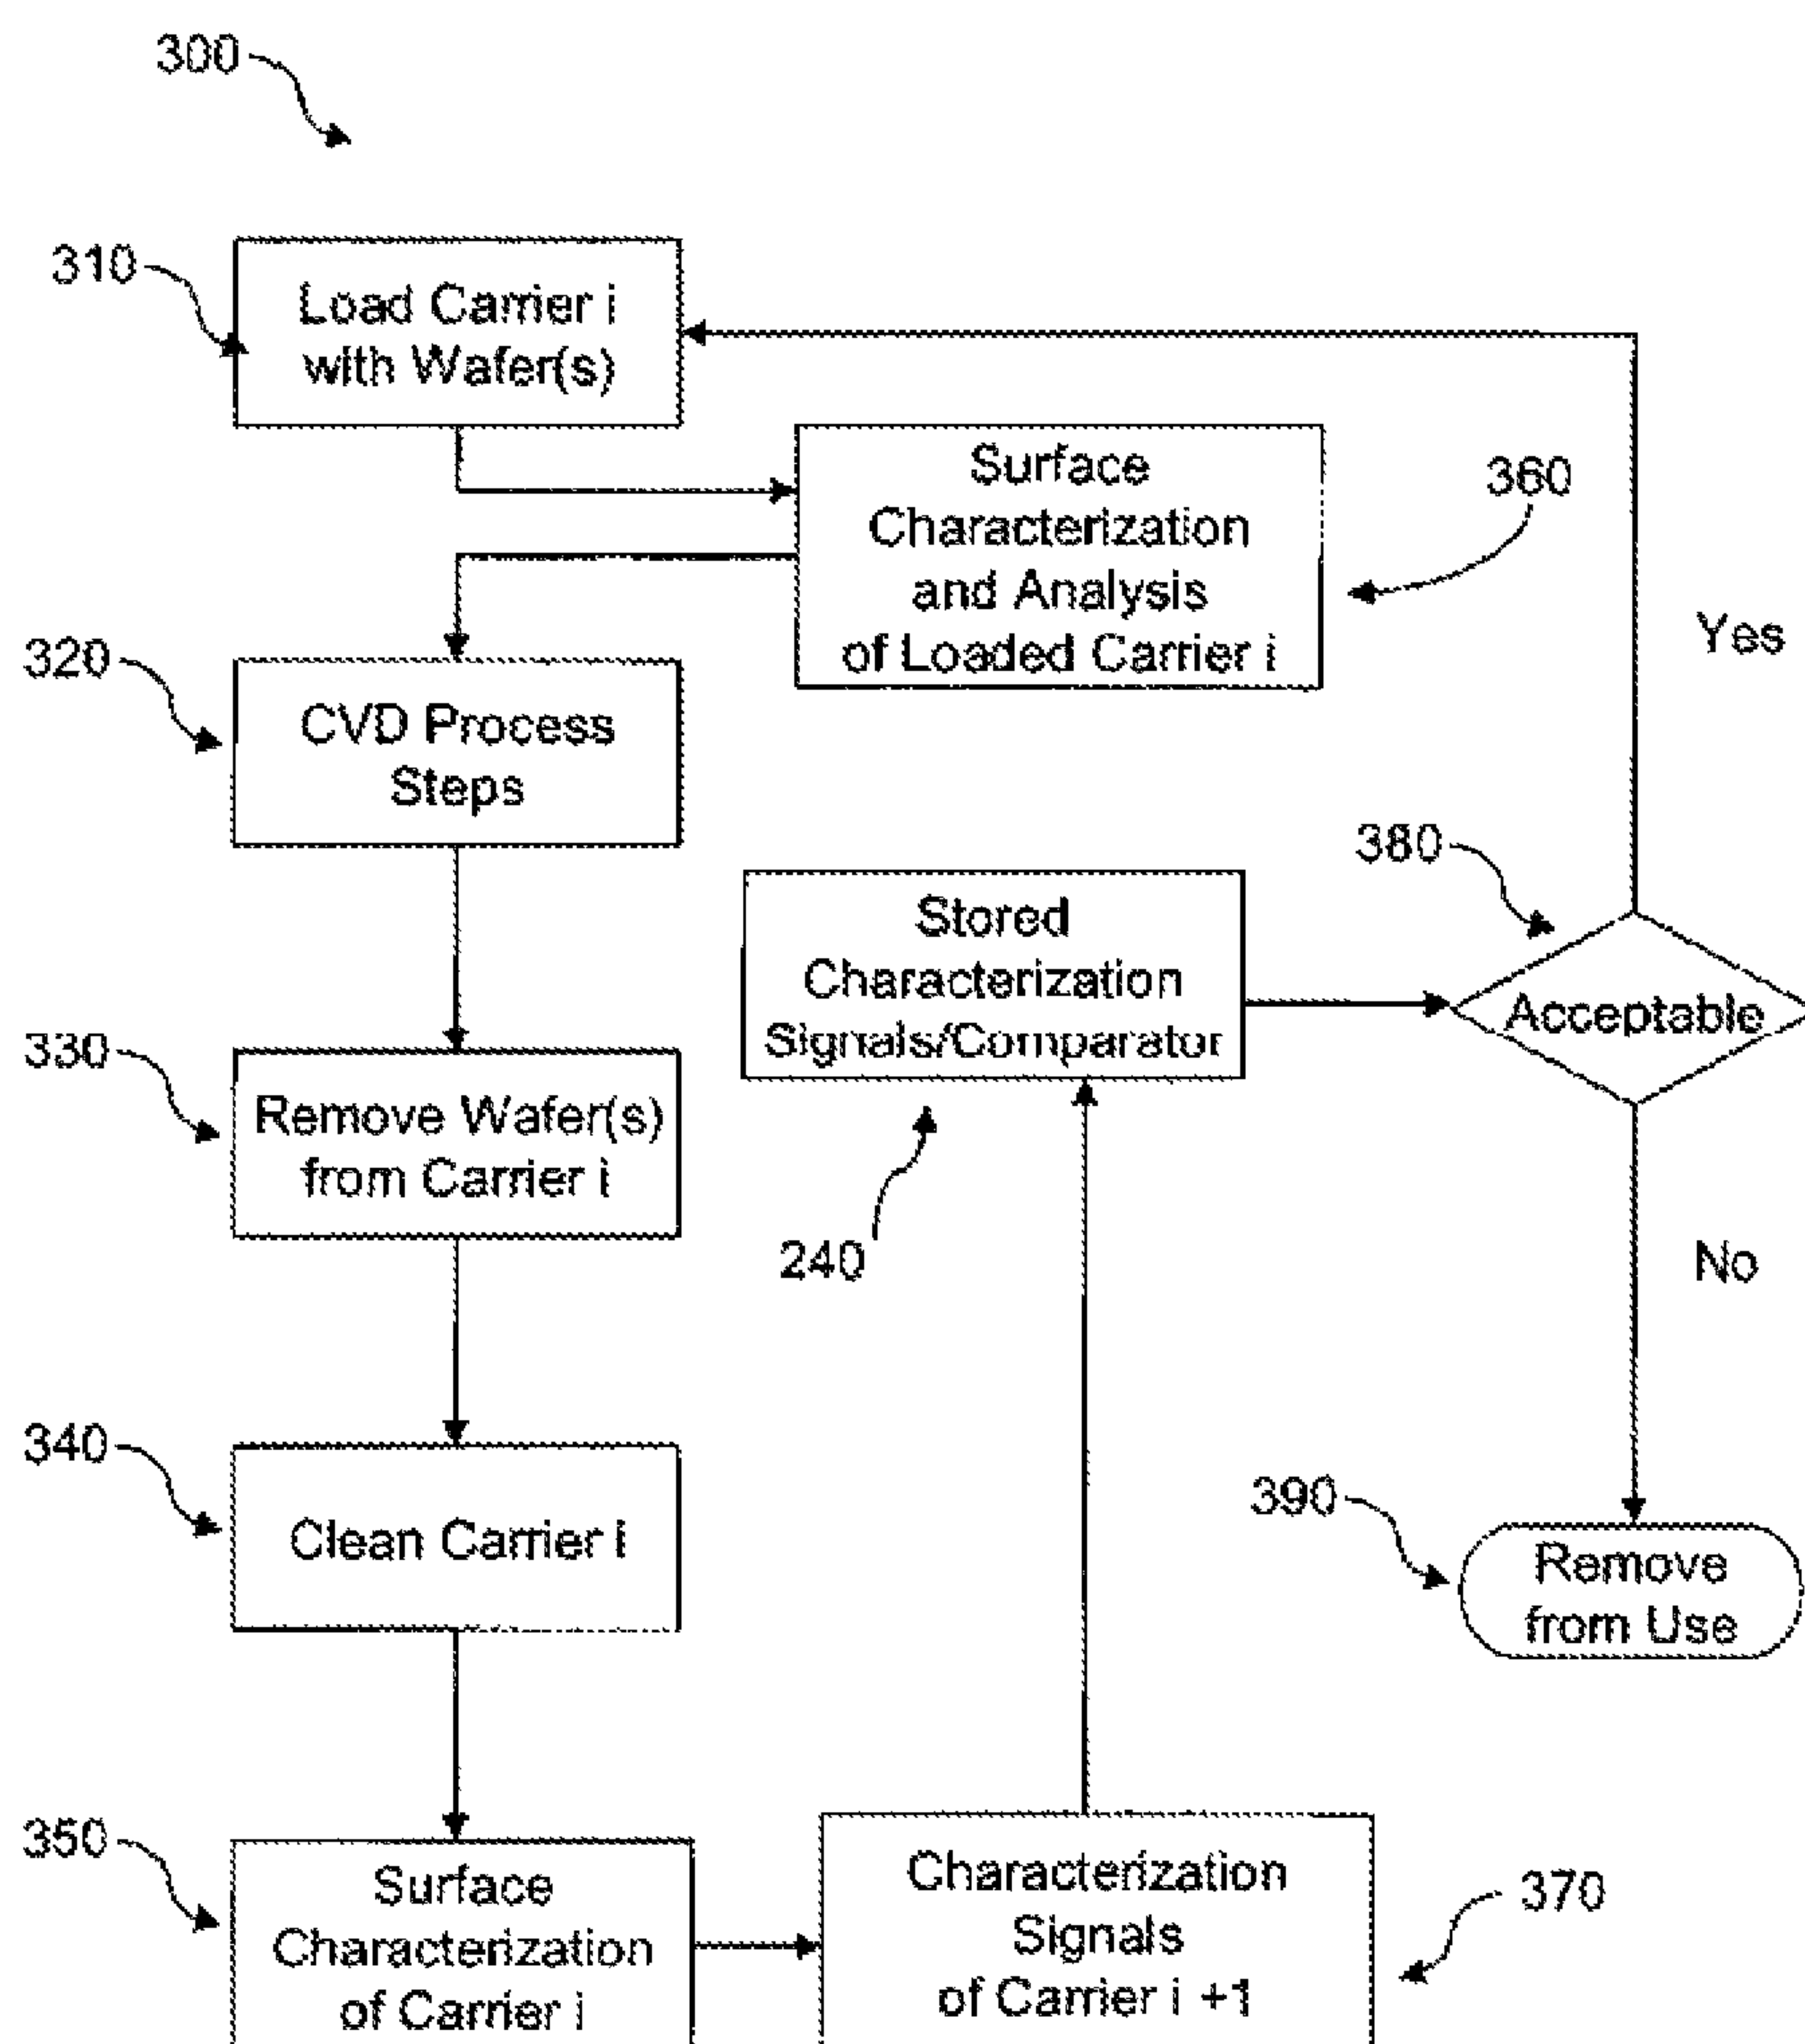 300
310
Load Carrier i
with Wafer(s)
Surface
Characterization
and Analysis
of Loaded Carrier i
360
Yes
320
CVD Process
Steps
380
Stored
Characterization
Signals/Comparator
Acceptable
330
Remove Wafer(s)
from Carrier i
240
No
340
Clean Carrier i
390
Remove
from Use
350
Surface
Characterization
of Carrier i
Characterization
Signals
of Carrier i +1
370